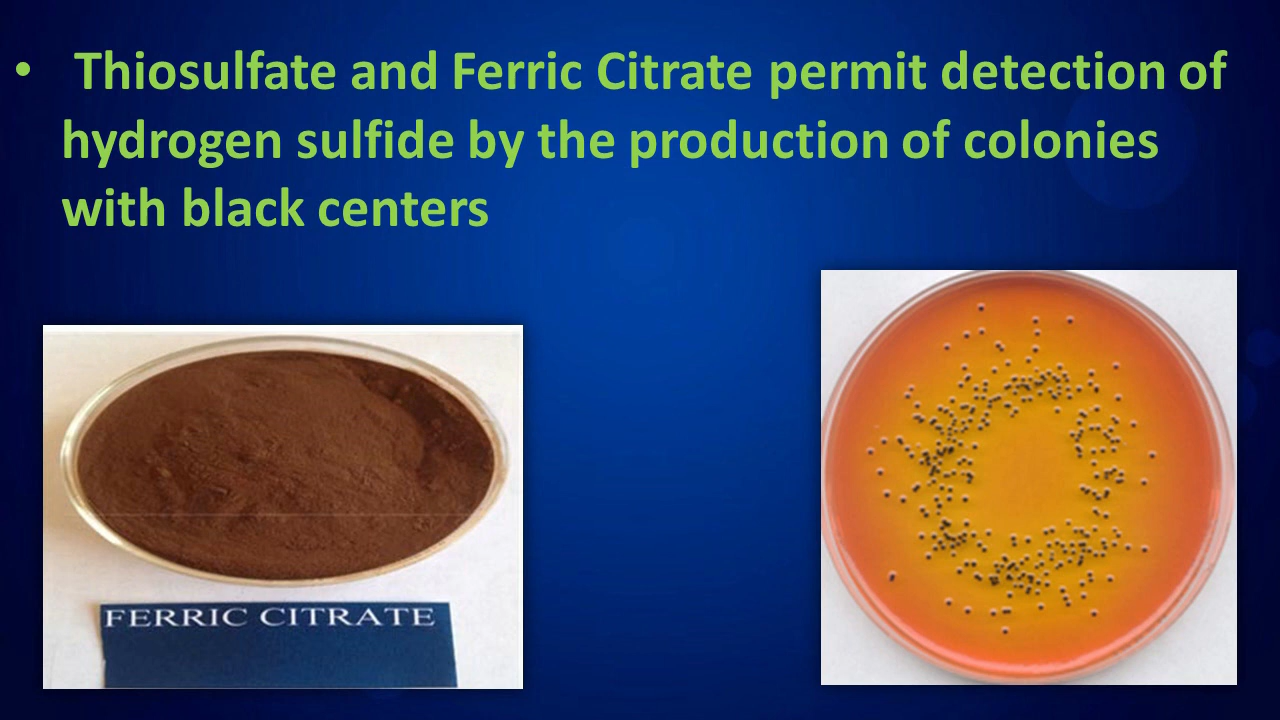 • Thiosulfate and Ferric Citrate permit detection of
hydrogen sulfide by the production of colonies
with black centers
FERRIC CITRATE